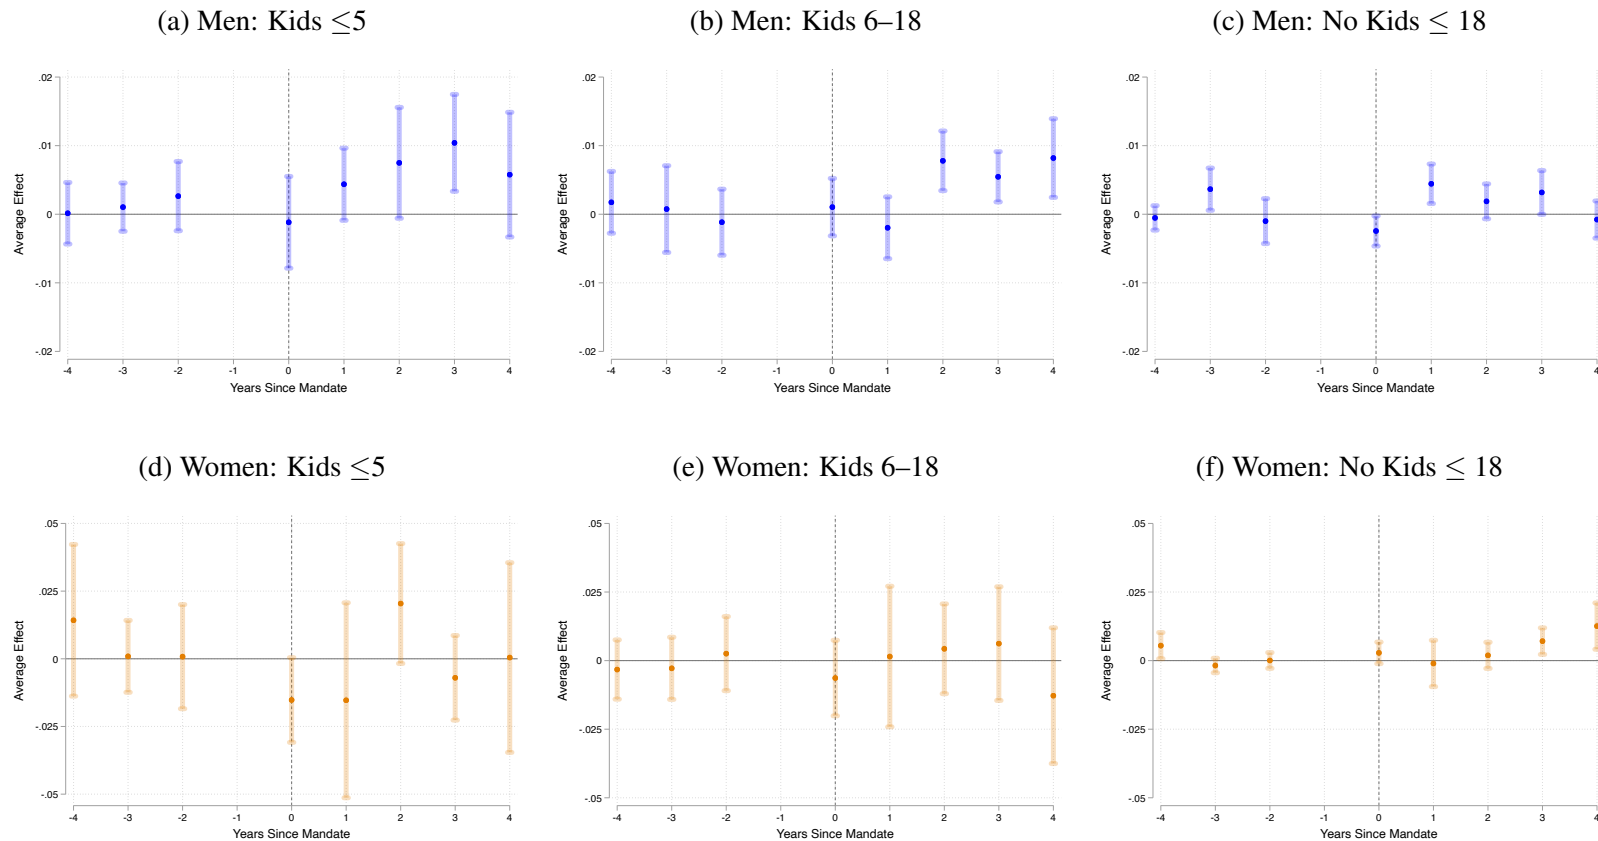 (a) Men: Kids ≤5
.02
.01
0
-.01
-.02
Average Effect
-4 -3 -2 -1 0 1 2 3 4
Years Since Mandate
(b) Men: Kids 6–18
.02
.01
0
-.01
-.02
Average Effect
-4 -3 -2 -1 0 1 2 3 4
Years Since Mandate
(c) Men: No Kids ≤ 18
.02
.01
0
-.01
-.02
Average Effect
-4 -3 -2 -1 0 1 2 3 4
Years Since Mandate
(d) Women: Kids ≤5
.05
.025
0
-.025
-.05
Average Effect
-4 -3 -2 -1 0 1 2 3 4
Years Since Mandate
(e) Women: Kids 6–18
.05
.025
0
-.025
-.05
Average Effect
-4 -3 -2 -1 0 1 2 3 4
Years Since Mandate
(f) Women: No Kids ≤ 18
.05
.025
0
-.025
-.05
Average Effect
-4 -3 -2 -1 0 1 2 3 4
Years Since Mandate